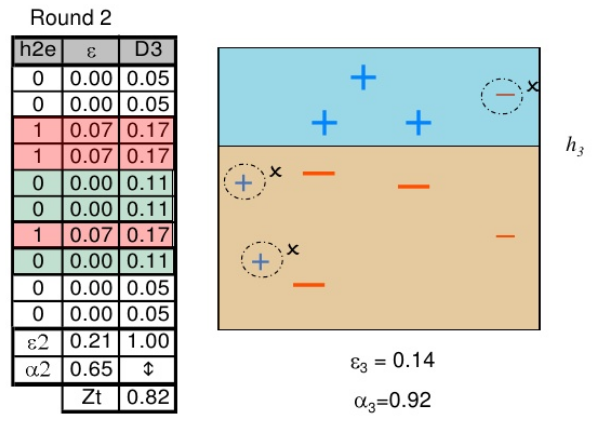 Round 2
h2e ε D3
0 0.00 0.05
0 0.00 0.05
1 0.07 0.17
1 0.07 0.17
0 0.00 0.11
0 0.00 0.11
1 0.07 0.17
0 0.00 0.11
0 0.00 0.05
0 0.00 0.05
ε2 0.21 1.00
α2 0.65 ⇕
Zt 0.82
+ + +
− x
h₃
+ x − −
−
+ x
−
ε₃ = 0.14
α₃=0.92